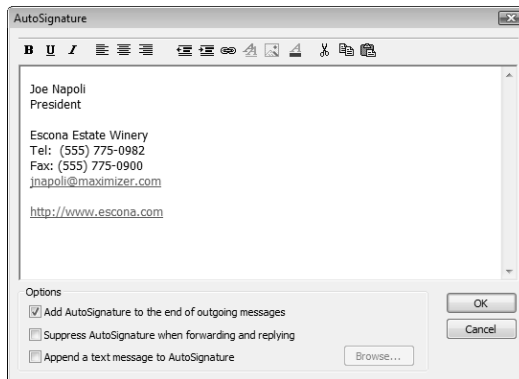 AutoSignature
B U I
Joe Napoli
President
Escona Estate Winery
Tel: (555) 775-0982
Fax: (555) 775-0900
jnapoli@maximizer.com
http://www.escona.com
Options
Add AutoSignature to the end of outgoing messages
Suppress AutoSignature when forwarding and replying
Append a text message to AutoSignature
Browse...
OK
Cancel